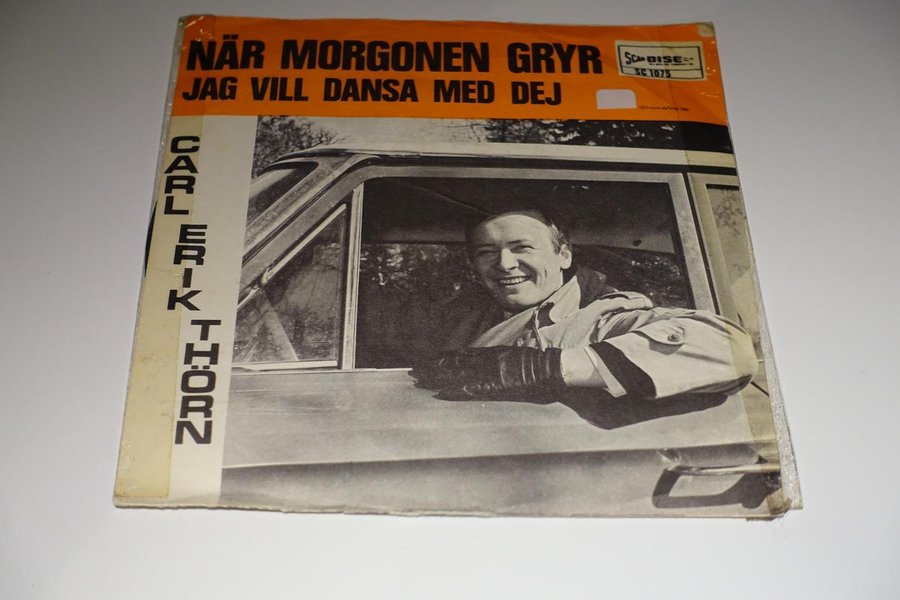 NÄR MORGONEN GRYR
JAG VILL DANSA MED DEJ
SC 1075
CARL ERIK THÖRN